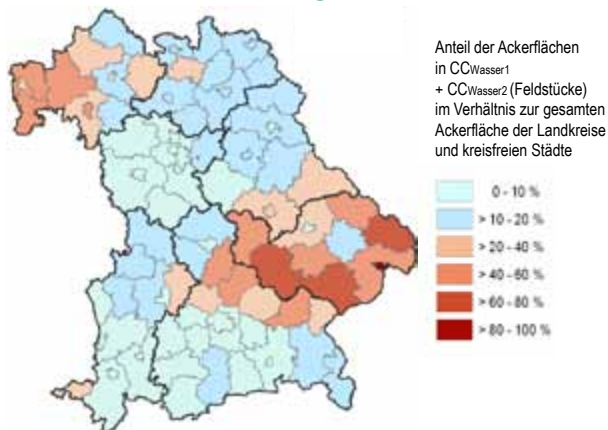 Anteil der Ackerflächen
in CCWasser1
+ CCWasser2 (Feldstücke)
im Verhältnis zur gesamten
Ackerfläche der Landkreise
und kreisfreien Städte
0 - 10 %
> 10 - 20 %
> 20 - 40 %
> 40 - 60 %
> 60 - 80 %
> 80 - 100 %